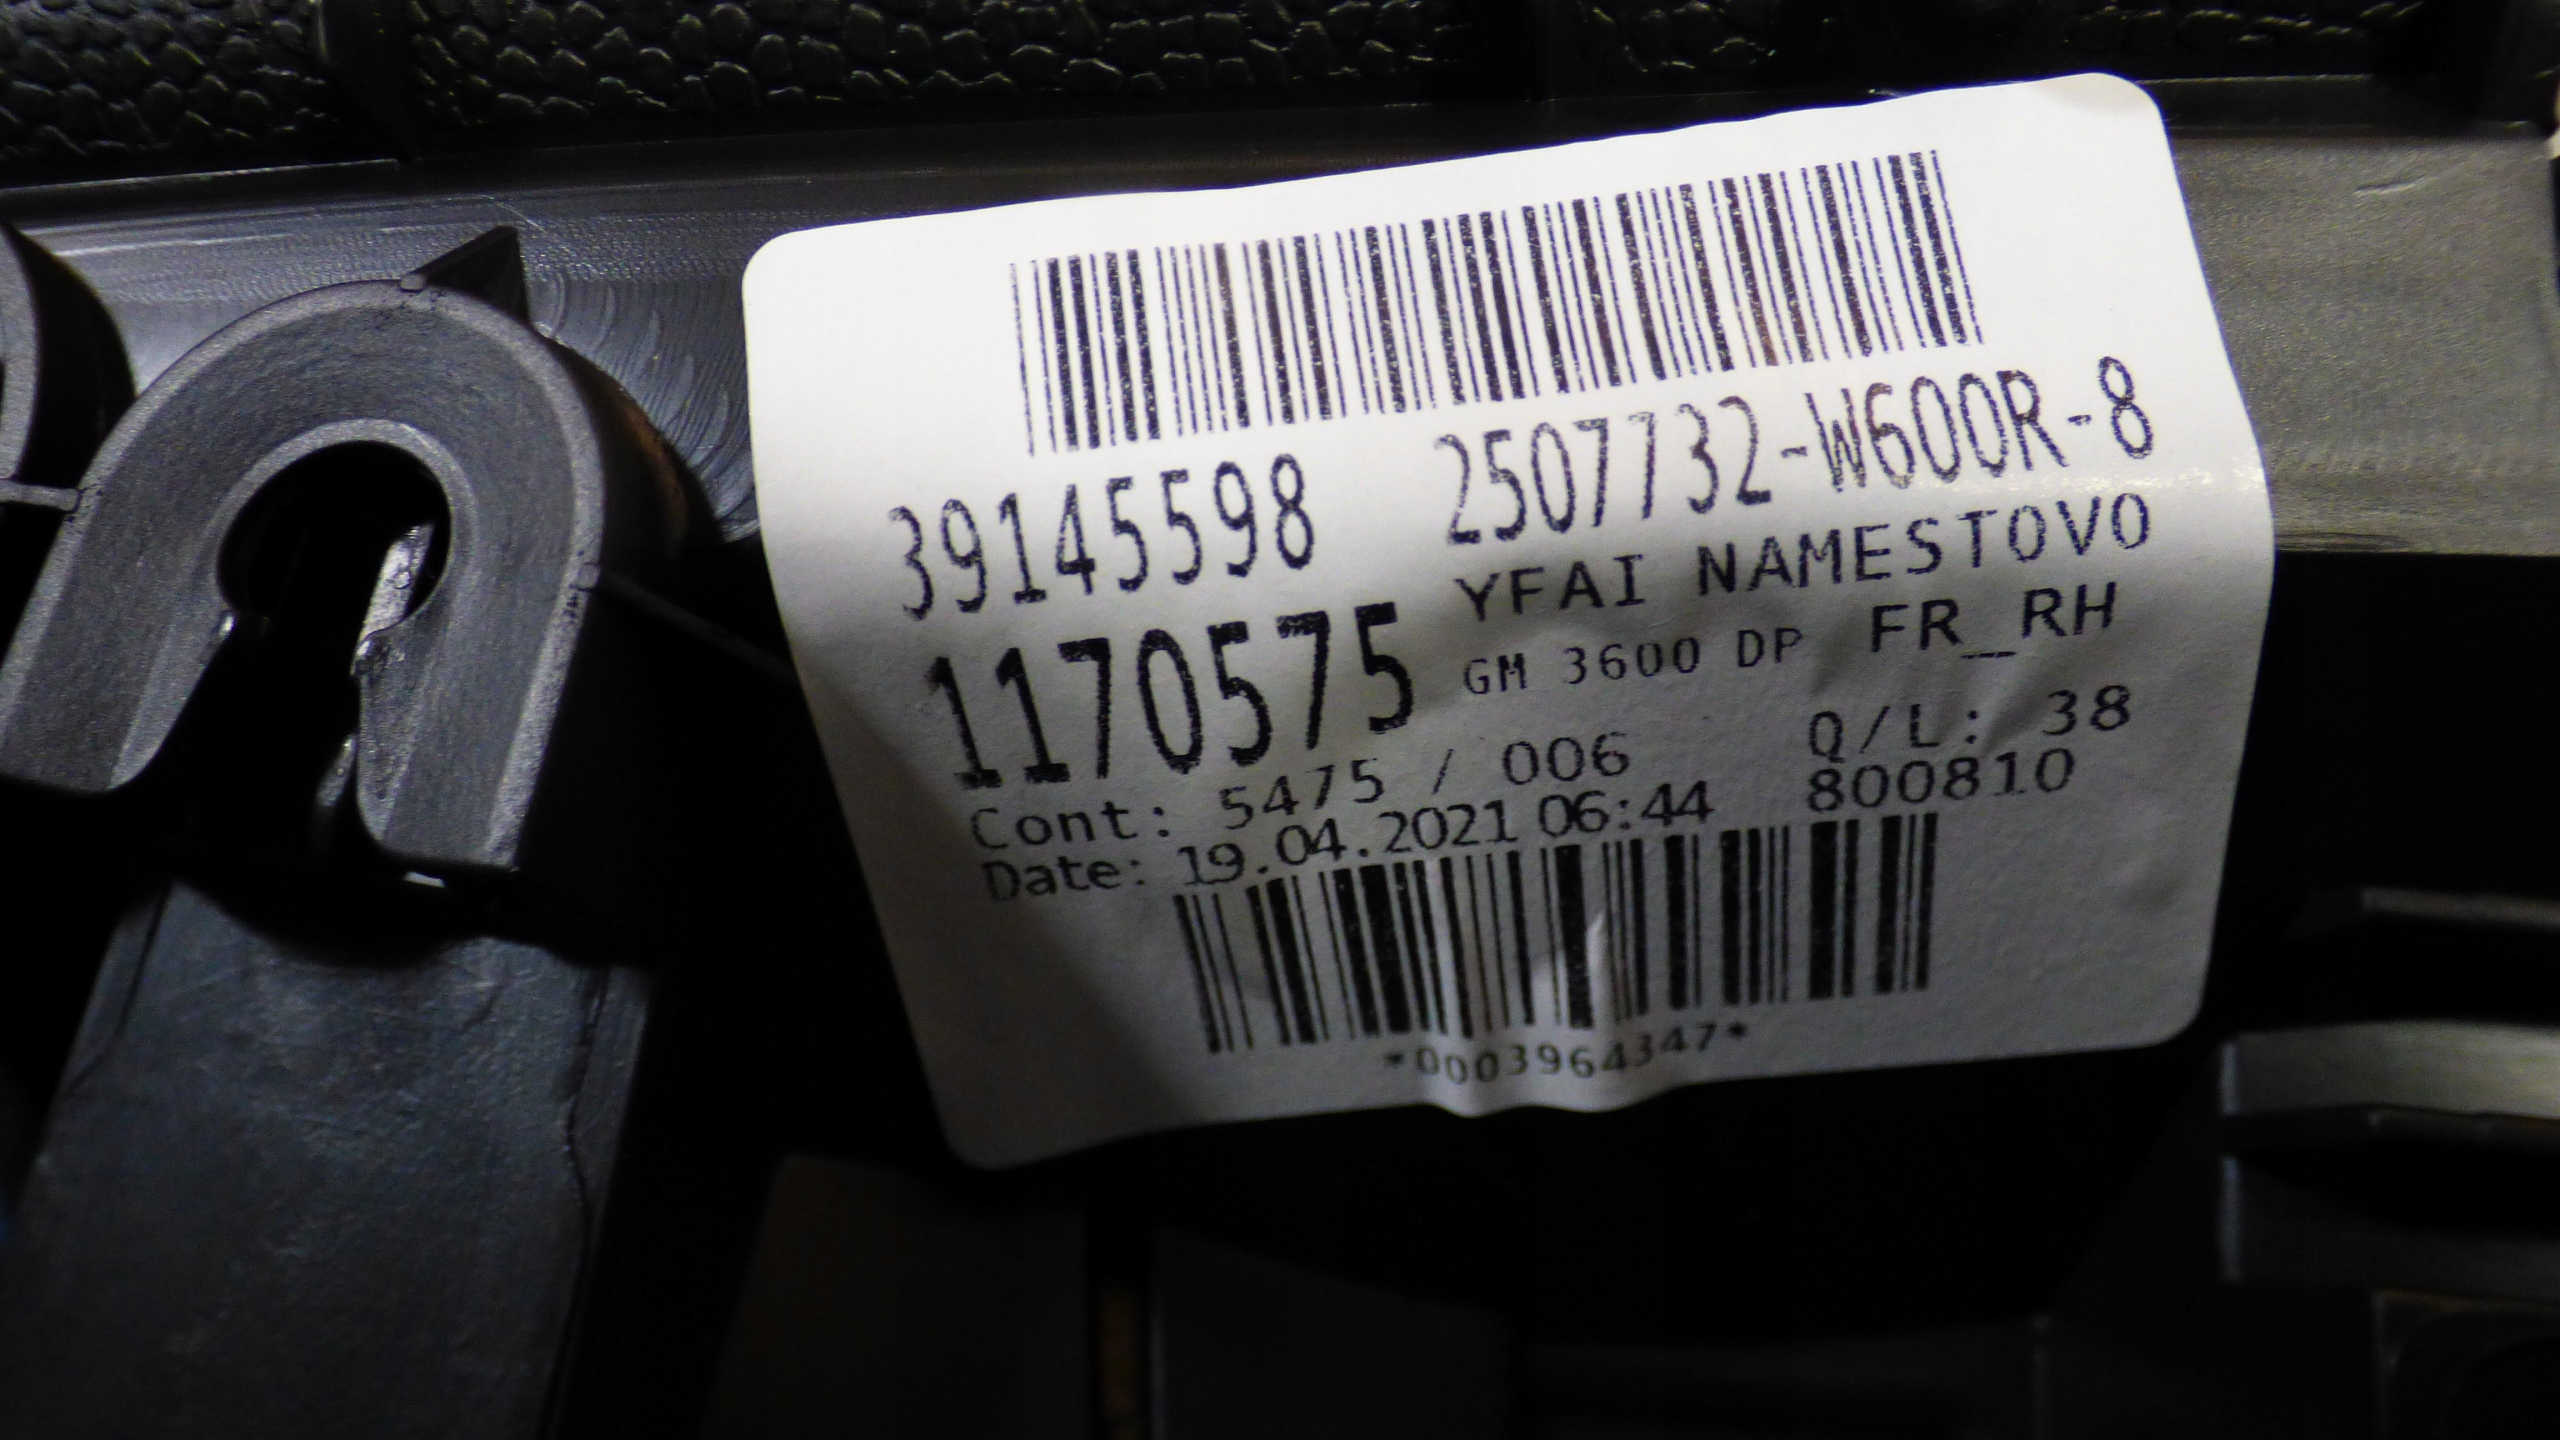 39145598 2507732-W600R-8
YFAI NAMESTOVO
1170575 GM 3600 DP FR_RH
Cont: 5475 / 006 Q/L: 38
Date: 19.04.2021 06:44 800810
*0003964347*